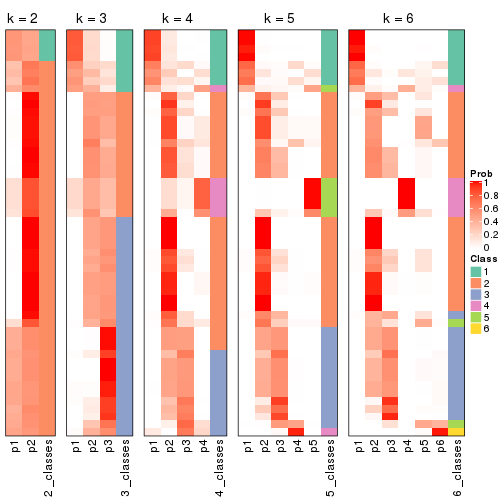 k = 2
k = 3
k = 4
k = 5
k = 6
p1
p2
2_classes
p1
p2
p3
3_classes
p1
p2
p3
p4
4_classes
p1
p2
p3
p4
p5
5_classes
p1
p2
p3
p4
p5
p6
6_classes
Prob
1
0.8
0.6
0.4
0.2
0
Class
1
2
3
4
5
6